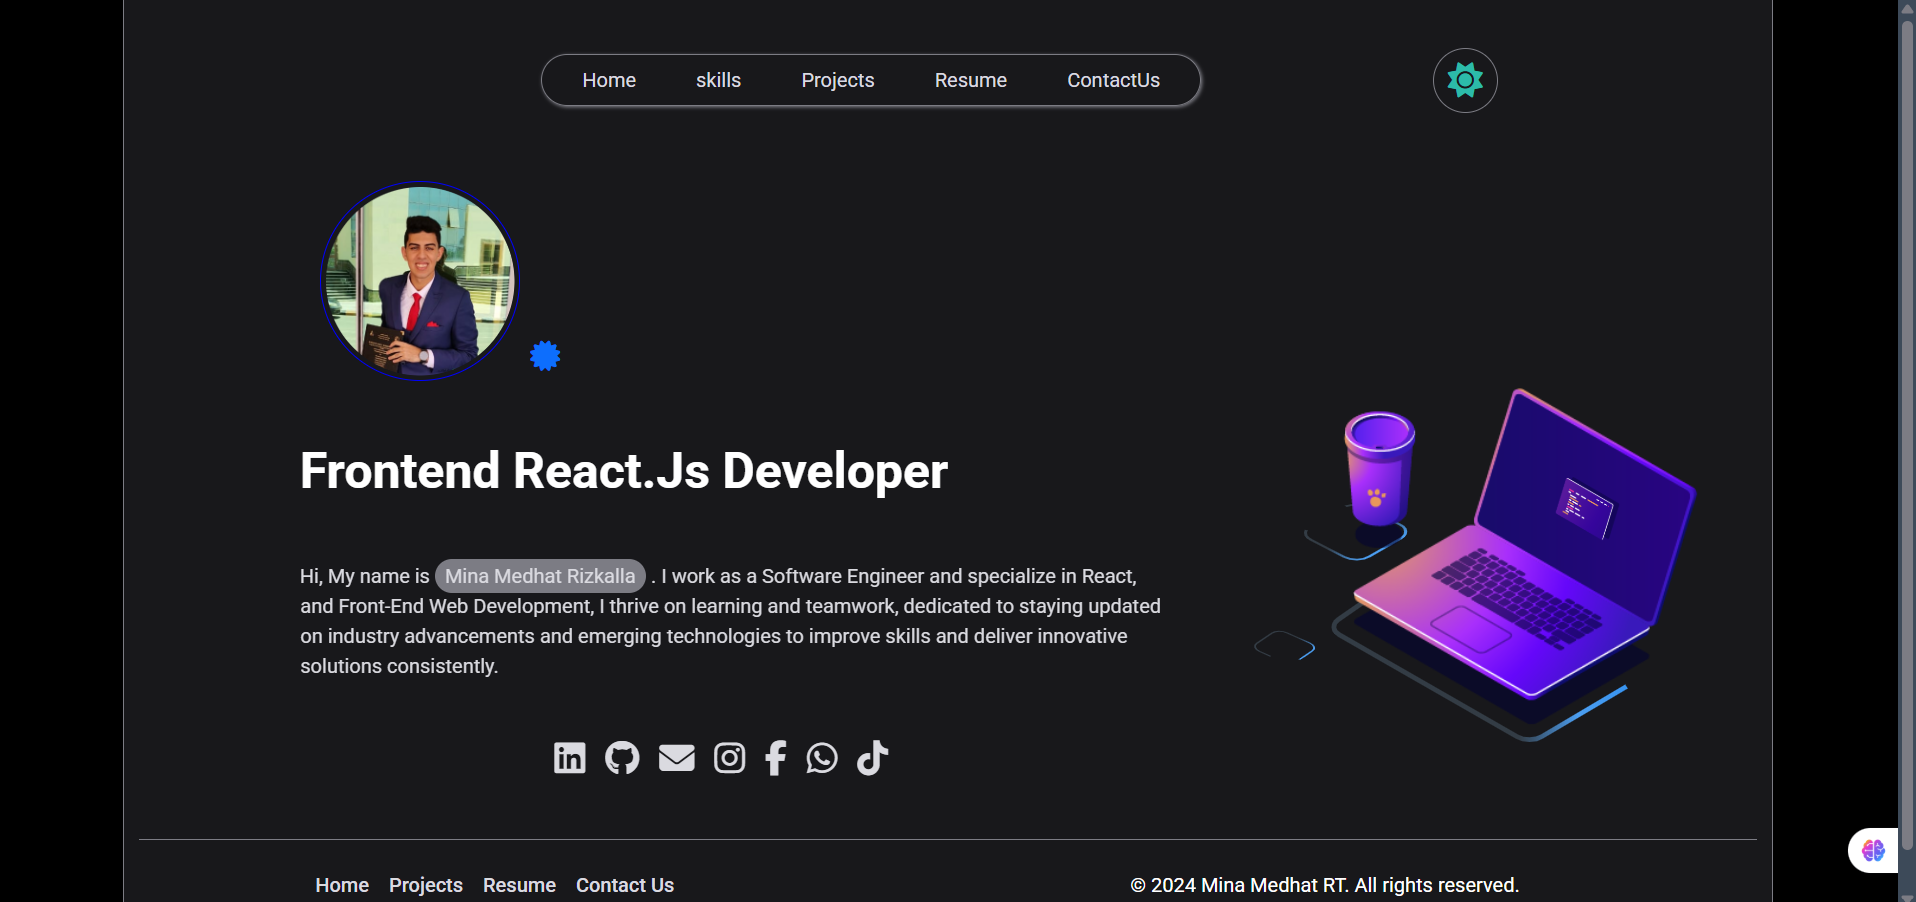 Home skills Projects Resume ContactUs
Frontend React.Js Developer
Hi, My name is Mina Medhat Rizkalla . I work as a Software Engineer and specialize in React,
and Front-End Web Development, I thrive on learning and teamwork, dedicated to staying updated
on industry advancements and emerging technologies to improve skills and deliver innovative
solutions consistently.
Home Projects Resume Contact Us
© 2024 Mina Medhat RT. All rights reserved.